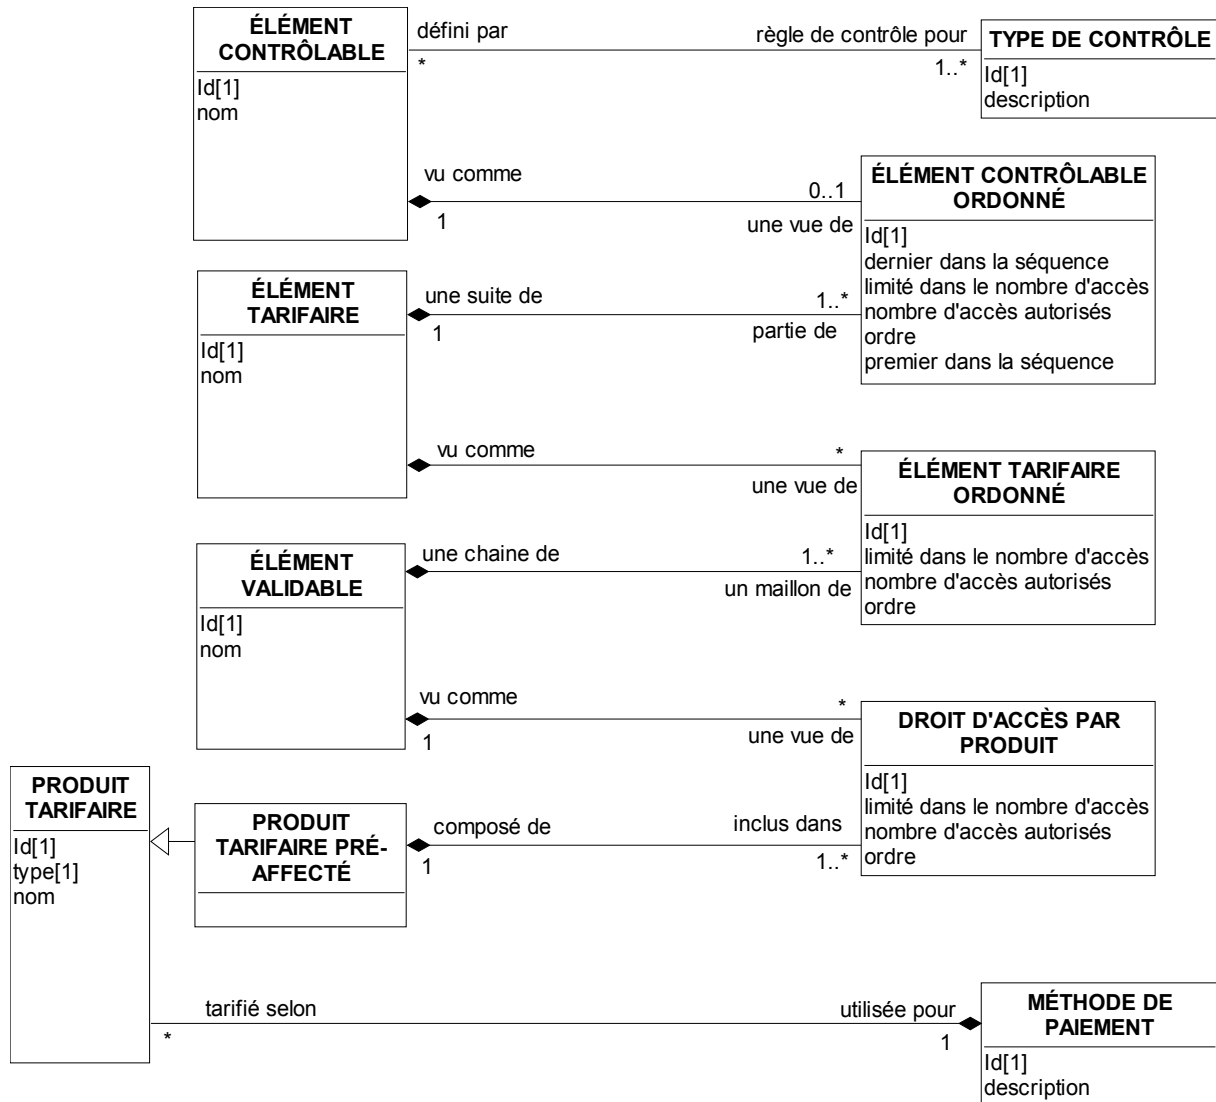 ÉLÉMENT
CONTRÔLABLE
Id[1]
nom
défini par
*
règle de contrôle pour
1..*
TYPE DE CONTRÔLE
Id[1]
description
vu comme
1
0..1
une vue de
ÉLÉMENT CONTRÔLABLE
ORDONNÉ
Id[1]
dernier dans la séquence
limité dans le nombre d'accès
nombre d'accès autorisés
ordre
premier dans la séquence
ÉLÉMENT
TARIFAIRE
Id[1]
nom
une suite de
1
1..*
partie de
vu comme
*
une vue de
ÉLÉMENT TARIFAIRE
ORDONNÉ
Id[1]
limité dans le nombre d'accès
nombre d'accès autorisés
ordre
ÉLÉMENT
VALIDABLE
Id[1]
nom
une chaine de
1..*
un maillon de
vu comme
1
*
une vue de
DROIT D'ACCÈS PAR
PRODUIT
Id[1]
limité dans le nombre d'accès
nombre d'accès autorisés
ordre
PRODUIT
TARIFAIRE
Id[1]
type[1]
nom
PRODUIT
TARIFAIRE PRÉ-
AFFECTÉ
composé de
1
inclus dans
1..*
tarifié selon
*
utilisée pour
1
MÉTHODE DE
PAIEMENT
Id[1]
description